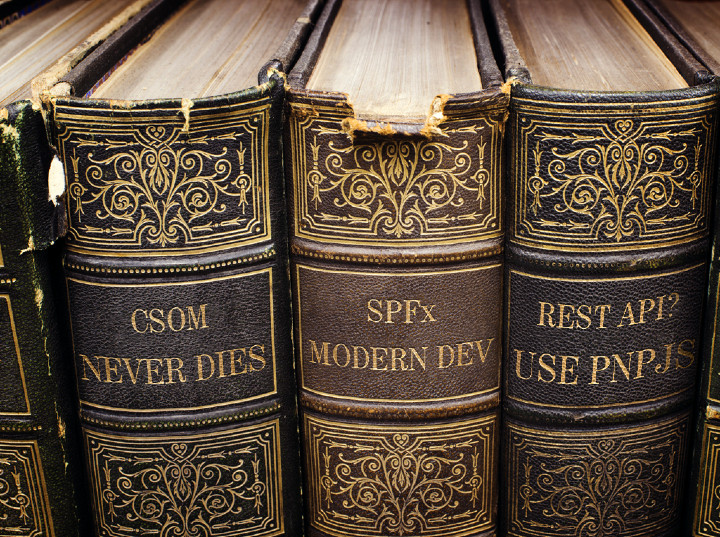 CSOM
NEVER DIES
SPFx
MODERN DEV
REST API?
USE PNPJS